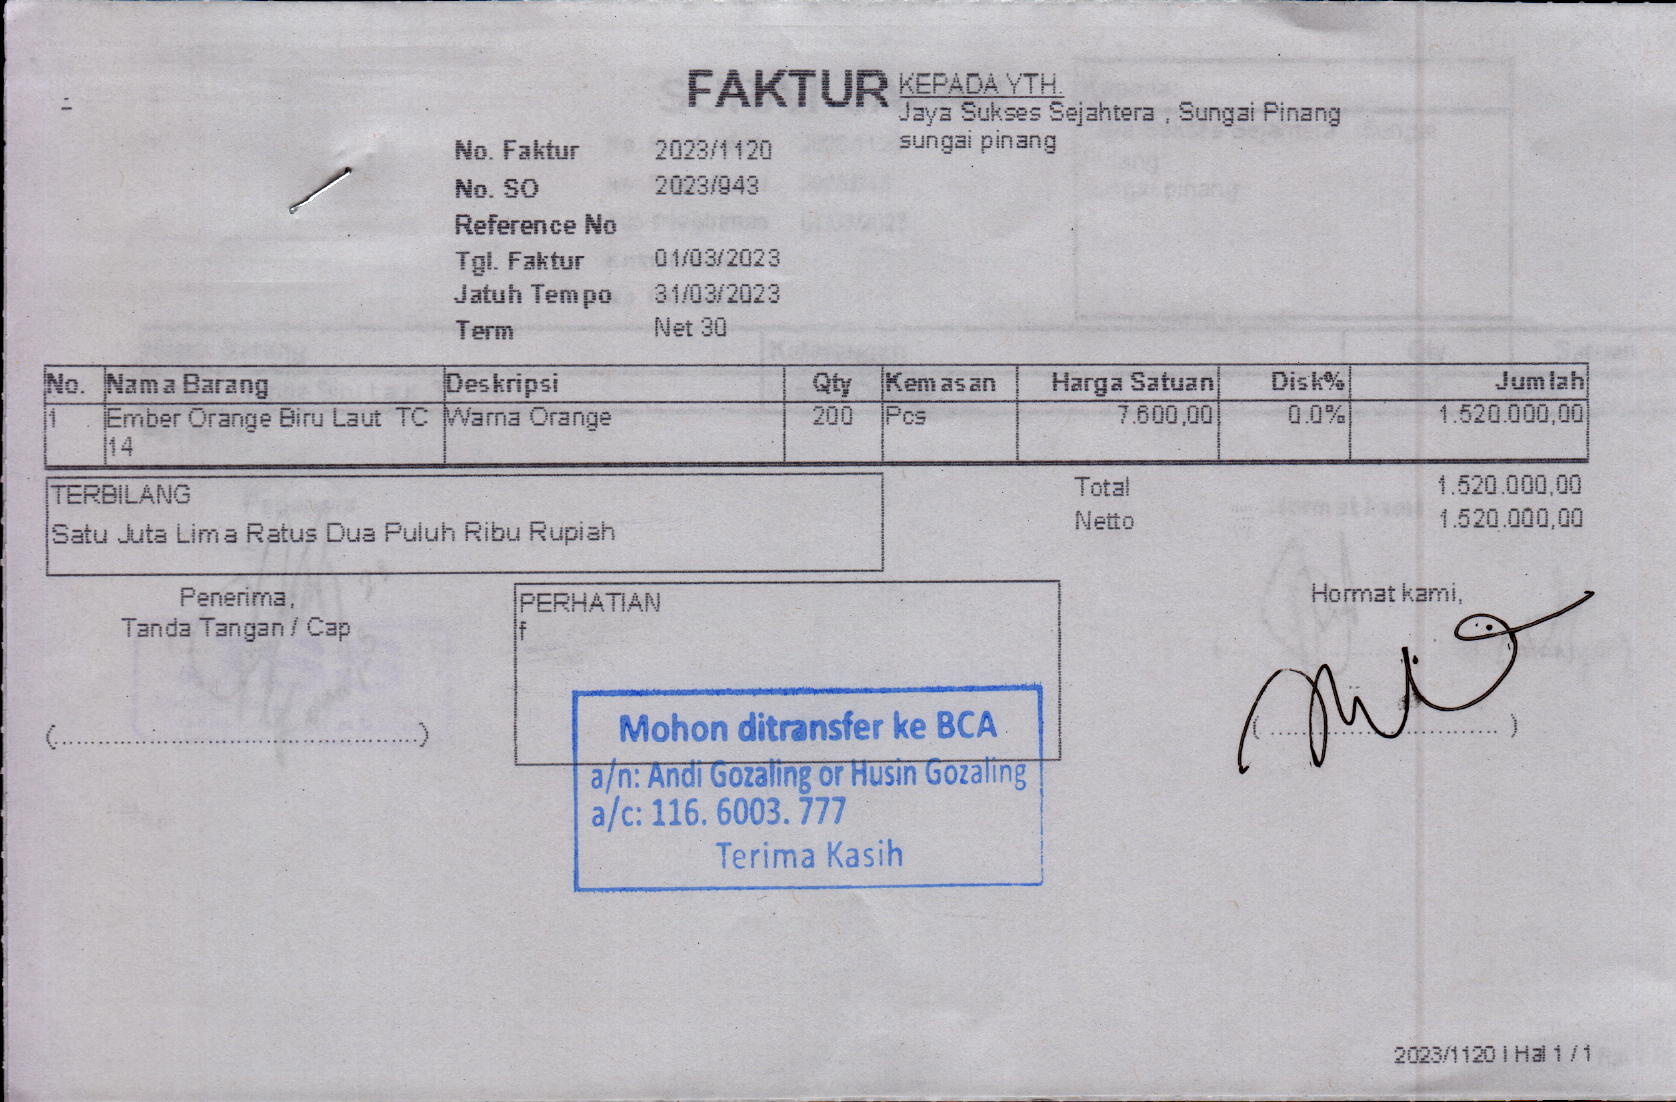 FAKTUR
KEPADA YTH.
Jaya Sukses Sejahtera , Sungai Pinang
sungai pinang
No. Faktur 2023/1120
No. SO 2023/943
Reference No
Tgl. Faktur 01/03/2023
Jatuh Tempo 31/03/2023
Term Net 30
No. Nama Barang Deskripsi Qty Kemasan Harga Satuan Disk% Jumlah
1 Ember Orange Biru Laut TC Warna Orange 200 Pcs 7.600,00 0.0% 1.520.000,00
14
TERBILANG
Satu Juta Lima Ratus Dua Puluh Ribu Rupiah
Total 1.520.000,00
Netto 1.520.000,00
Penerima,
Tanda Tangan / Cap
(................................................)
PERHATIAN
f
Mohon ditransfer ke BCA
a/n: Andi Gozaling or Husin Gozaling
a/c: 116. 6003. 777
Terima Kasih
Hormat kami,
( .............................. )
2023/1120 | Hal 1 / 1